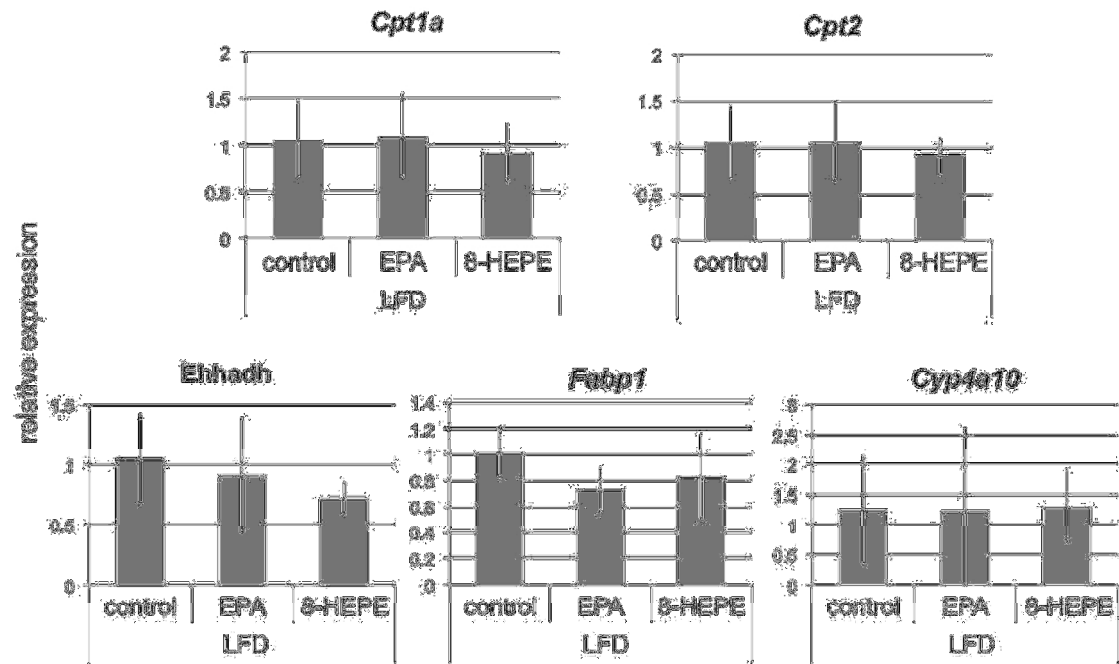 Cpt1a
2
1.5
1
0.5
0
control EPA 8-HEPE
LFD
Cpt2
2
1.5
1
0.5
0
control EPA 8-HEPE
LFD
relative expression
Ehhadh
1.5
1
0.5
0
control EPA 8-HEPE
LFD
Fabp1
1.4
1.2
1
0.8
0.6
0.4
0.2
0
control EPA 8-HEPE
LFD
Cyp4a10
3
2.5
2
1.5
1
0.5
0
control EPA 8-HEPE
LFD